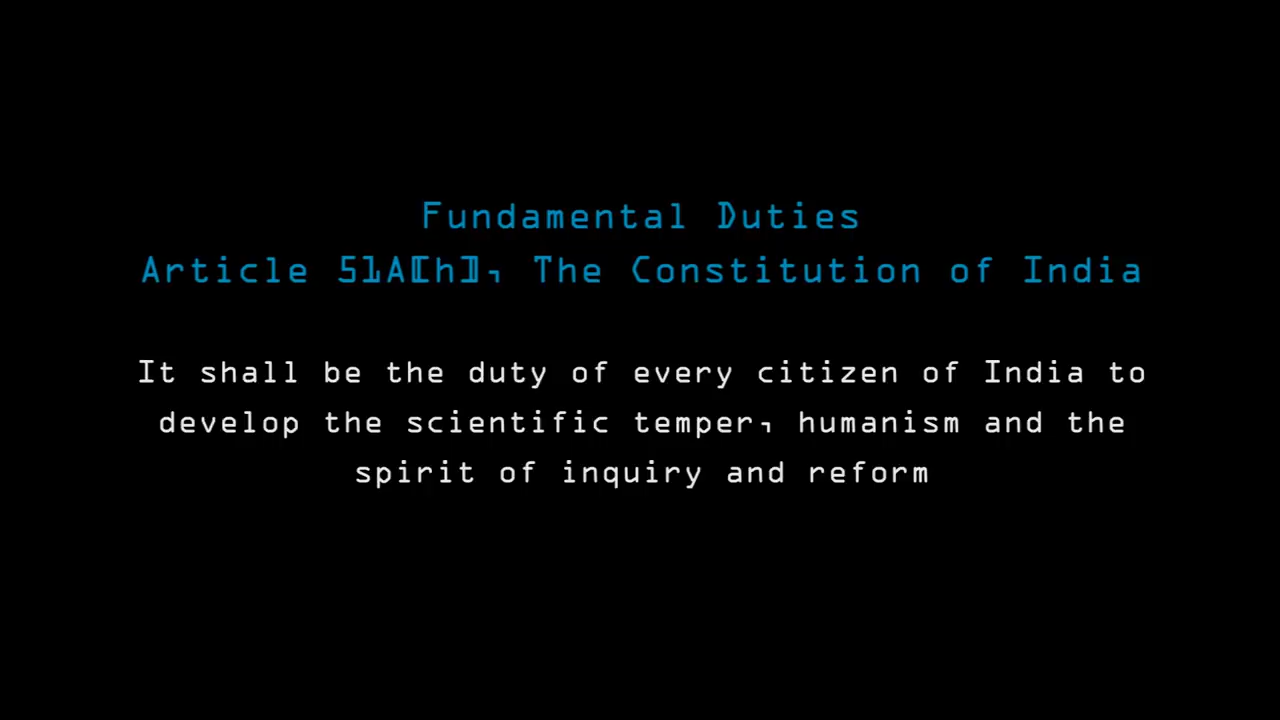 Fundamental Duties
Article 51A[h], The Constitution of India
It shall be the duty of every citizen of India to
develop the scientific temper, humanism and the
spirit of inquiry and reform